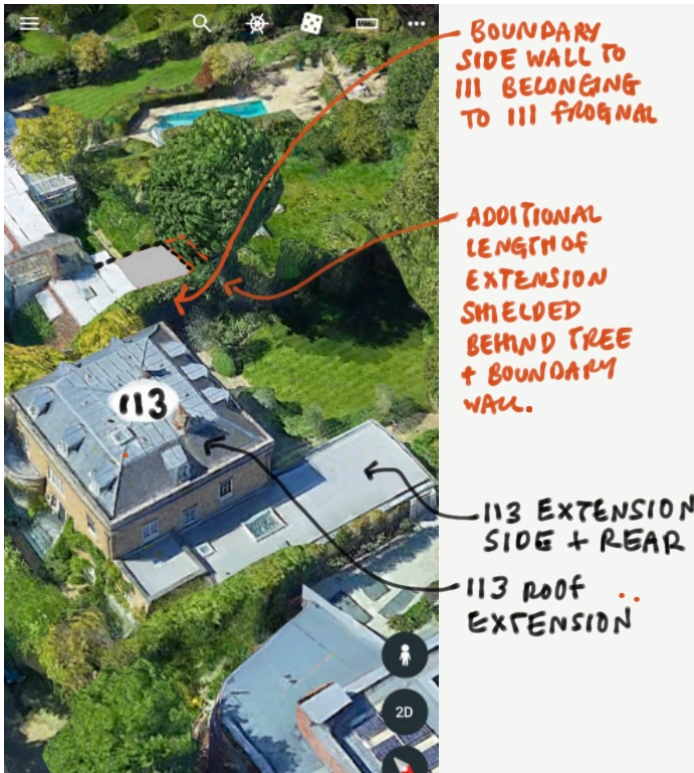 BOUNDARY
SIDE WALL TO
111 BELONGING
TO 111 FROGNAL
ADDITIONAL
LENGTH OF
EXTENSION
SHIELDED
BEHIND TREE
+ BOUNDARY
WALL.
113
113 EXTENSION
SIDE + REAR
113 ROOF
EXTENSION
2D